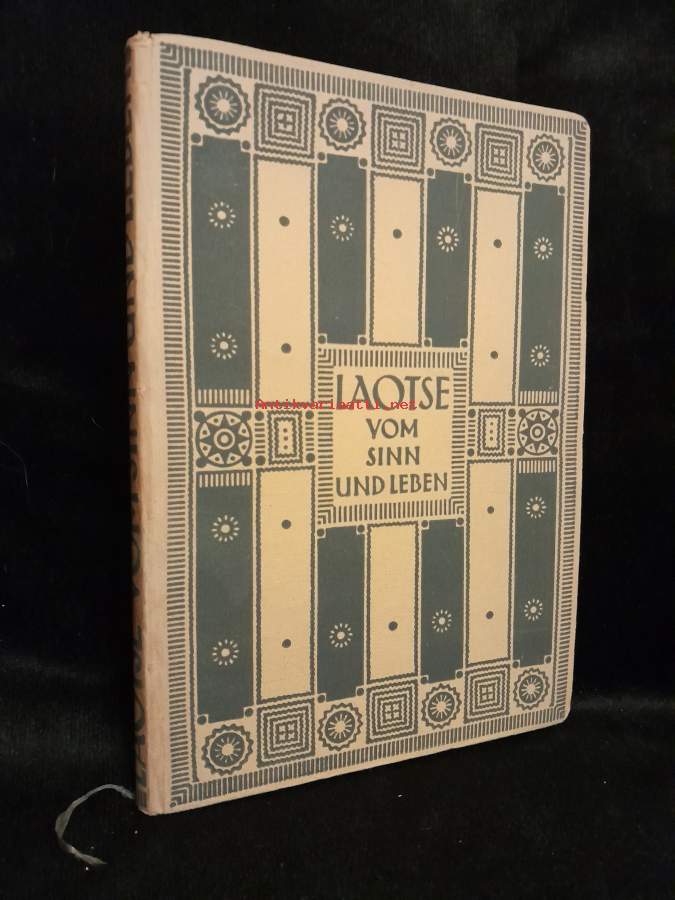 LAOTSE
Antikvariaatti.net
VOM
SINN
UND LEBEN